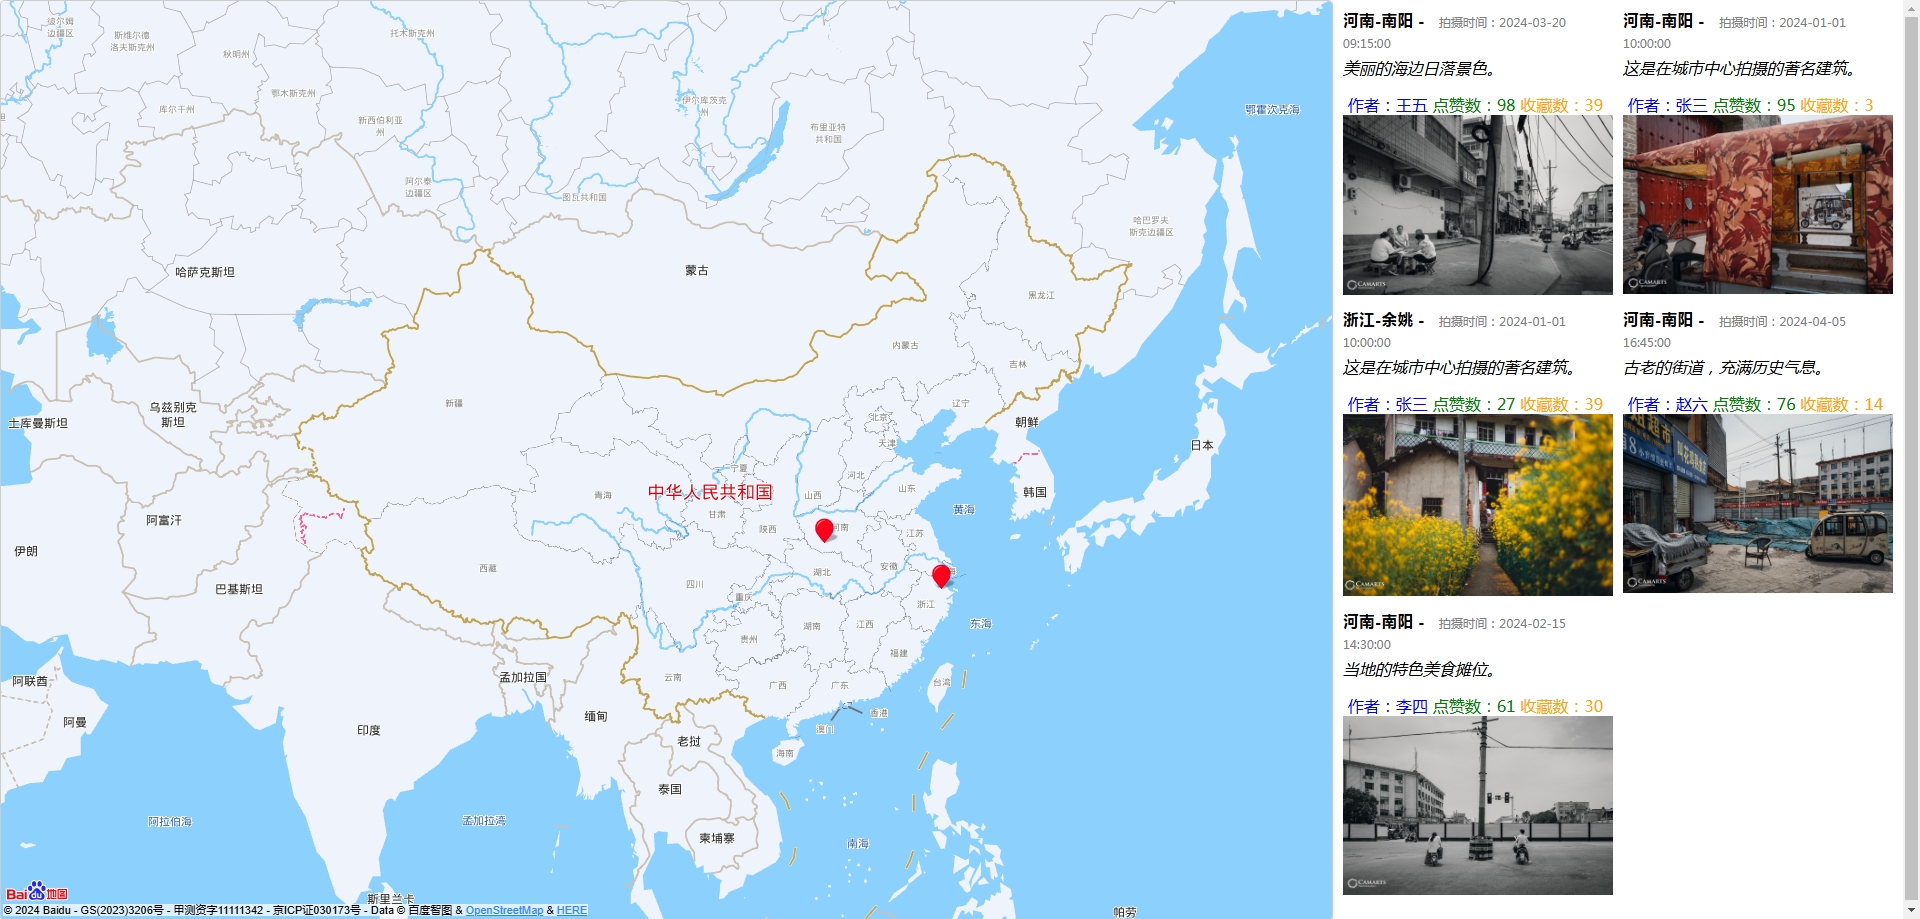 彼尔姆
边疆区
斯维尔德
洛夫斯克州
秋明州
托木斯克州
鄂木斯克州
库尔干州
新西伯利亚
州
伊尔库茨克
州
布里亚特
共和国
鄂霍次克海
阿尔泰
边疆区
图瓦共和国
哈巴罗夫
斯克边疆区
哈萨克斯坦
蒙古
黑龙江
内蒙古
吉林
新疆
辽宁
乌兹别克
斯坦
土库曼斯坦
北京
天津
朝鲜
日本
宁夏
河北
山西
山东
青海
中华人民共和国
韩国
甘肃
黄海
阿富汗
陕西
河南
江苏
伊朗
西藏
湖北
安徽
海
四川
巴基斯坦
重庆
浙江
湖南
江西
东海
贵州
福建
云南
孟加拉国
阿联酋
广西
广东
台湾
缅甸
香港
阿曼
澳门
印度
老挝
海南
泰国
阿拉伯海
孟加拉湾
柬埔寨
南海
斯里兰卡
帕劳
Bai du 地图
© 2024 Baidu - GS(2023)3206号 - 甲测资字11111342 - 京ICP证030173号 - Data © 百度智图 & OpenStreetMap & HERE
河南-南阳 - 拍摄时间：2024-03-20
09:15:00
美丽的海边日落景色。
作者：王五 点赞数：98 收藏数：39
CAMARTS
河南-南阳 - 拍摄时间：2024-01-01
10:00:00
这是在城市中心拍摄的著名建筑。
作者：张三 点赞数：95 收藏数：3
CAMARTS
浙江-余姚 - 拍摄时间：2024-01-01
10:00:00
这是在城市中心拍摄的著名建筑。
作者：张三 点赞数：27 收藏数：39
CAMARTS
河南-南阳 - 拍摄时间：2024-04-05
16:45:00
古老的街道，充满历史气息。
作者：赵六 点赞数：76 收藏数：14
超市
CAMARTS
河南-南阳 - 拍摄时间：2024-02-15
14:30:00
当地的特色美食摊位。
作者：李四 点赞数：61 收藏数：30
CAMARTS